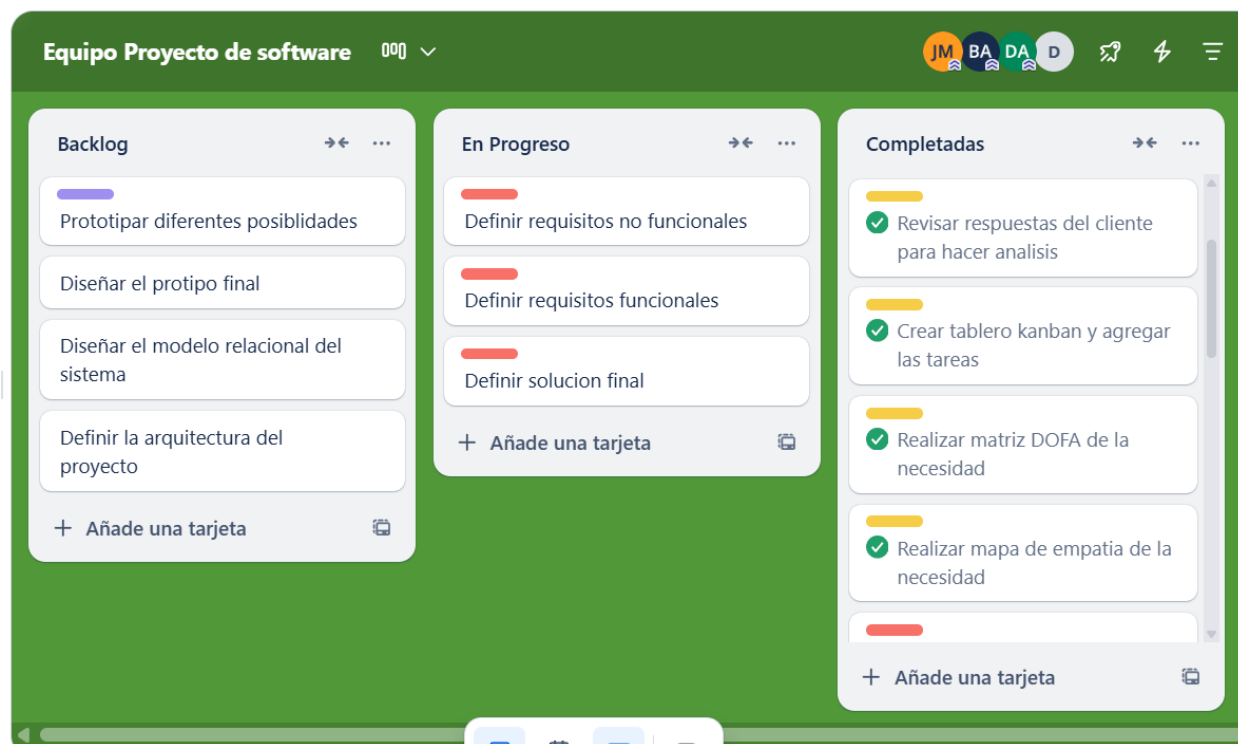 Equipo Proyecto de software
JM BA DA D
Backlog
Prototipar diferentes posiblidades
Diseñar el protipo final
Diseñar el modelo relacional del
sistema
Definir la arquitectura del
proyecto
+ Añade una tarjeta
En Progreso
Definir requisitos no funcionales
Definir requisitos funcionales
Definir solucion final
+ Añade una tarjeta
Completadas
Revisar respuestas del cliente
para hacer analisis
Crear tablero kanban y agregar
las tareas
Realizar matriz DOFA de la
necesidad
Realizar mapa de empatia de la
necesidad
+ Añade una tarjeta